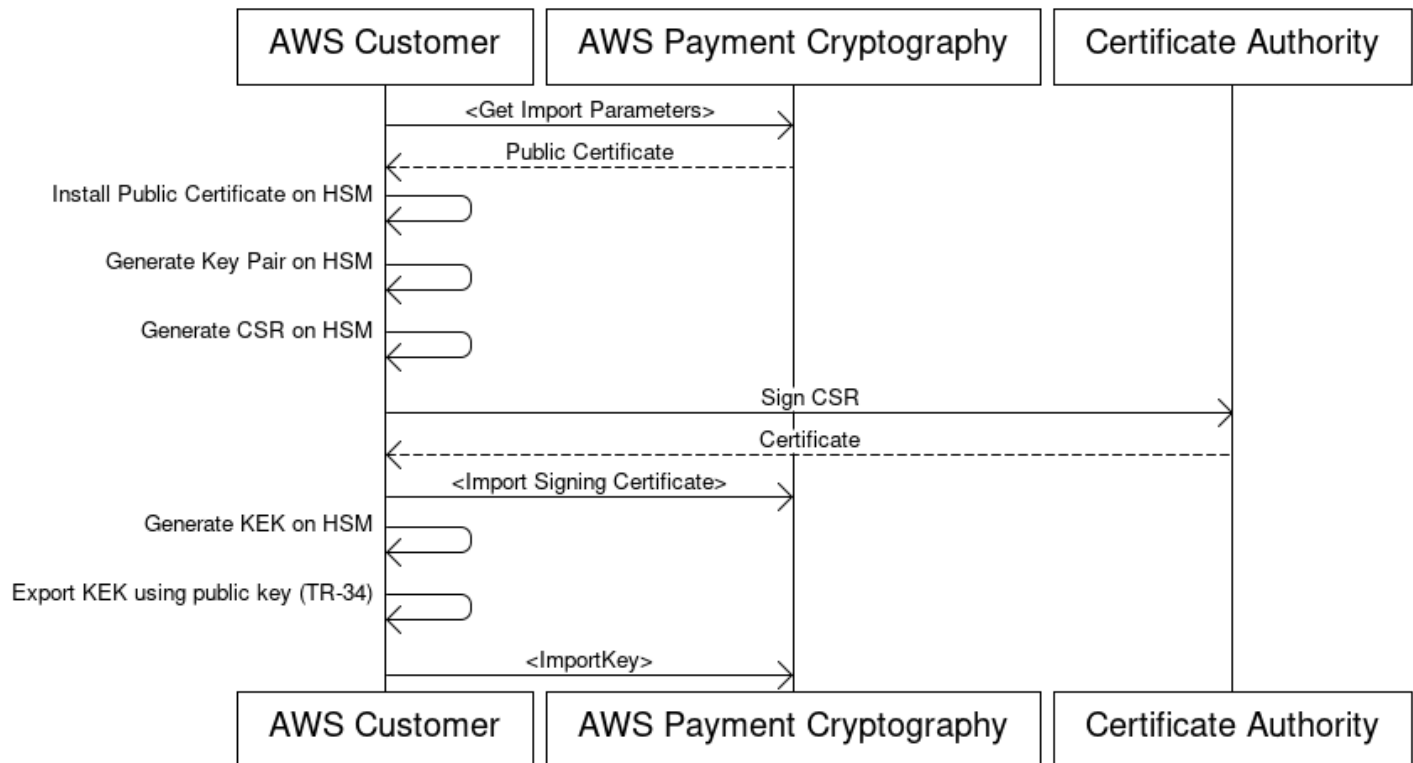 AWS Customer
AWS Payment Cryptography
Certificate Authority
<Get Import Parameters>
Public Certificate
Install Public Certificate on HSM
Generate Key Pair on HSM
Generate CSR on HSM
Sign CSR
Certificate
<Import Signing Certificate>
Generate KEK on HSM
Export KEK using public key (TR-34)
<ImportKey>
AWS Customer
AWS Payment Cryptography
Certificate Authority